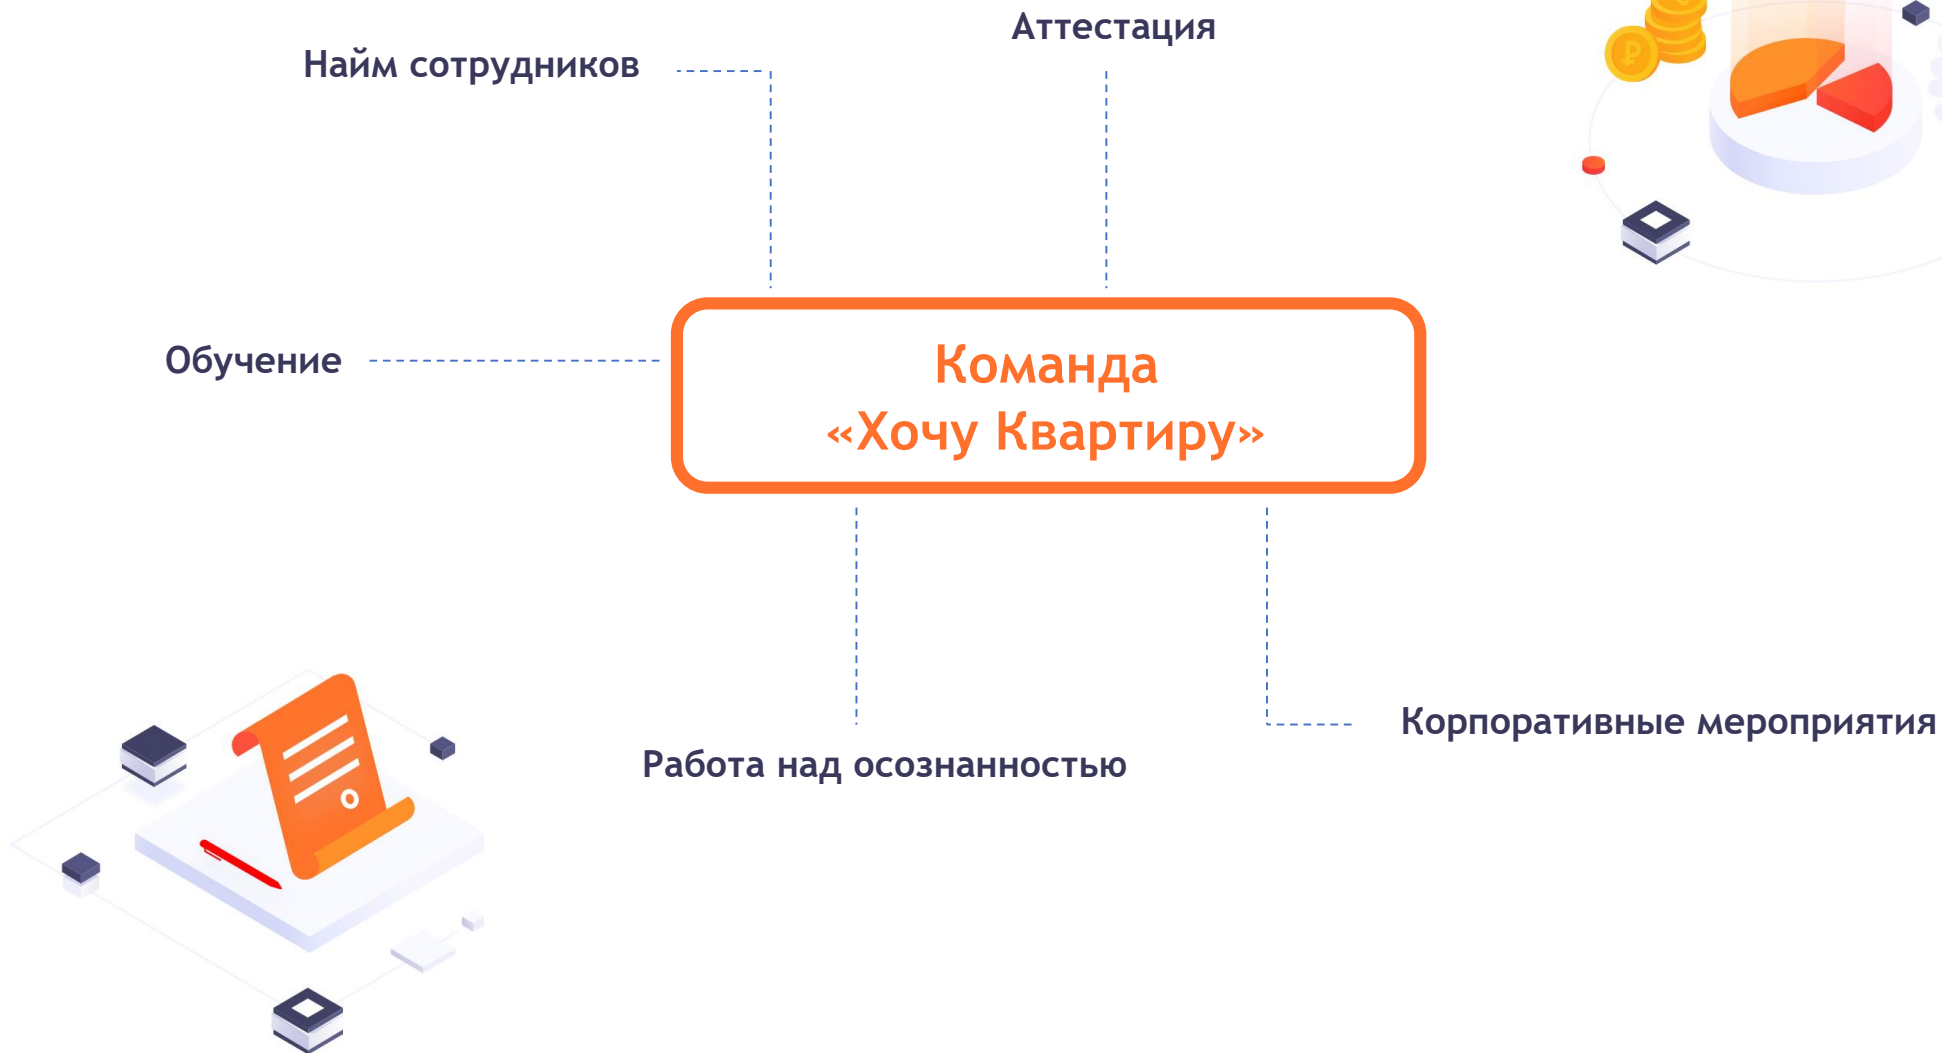 Аттестация
Найм сотрудников
Обучение
Команда
«Хочу Квартиру»
Корпоративные мероприятия
Работа над осознанностью